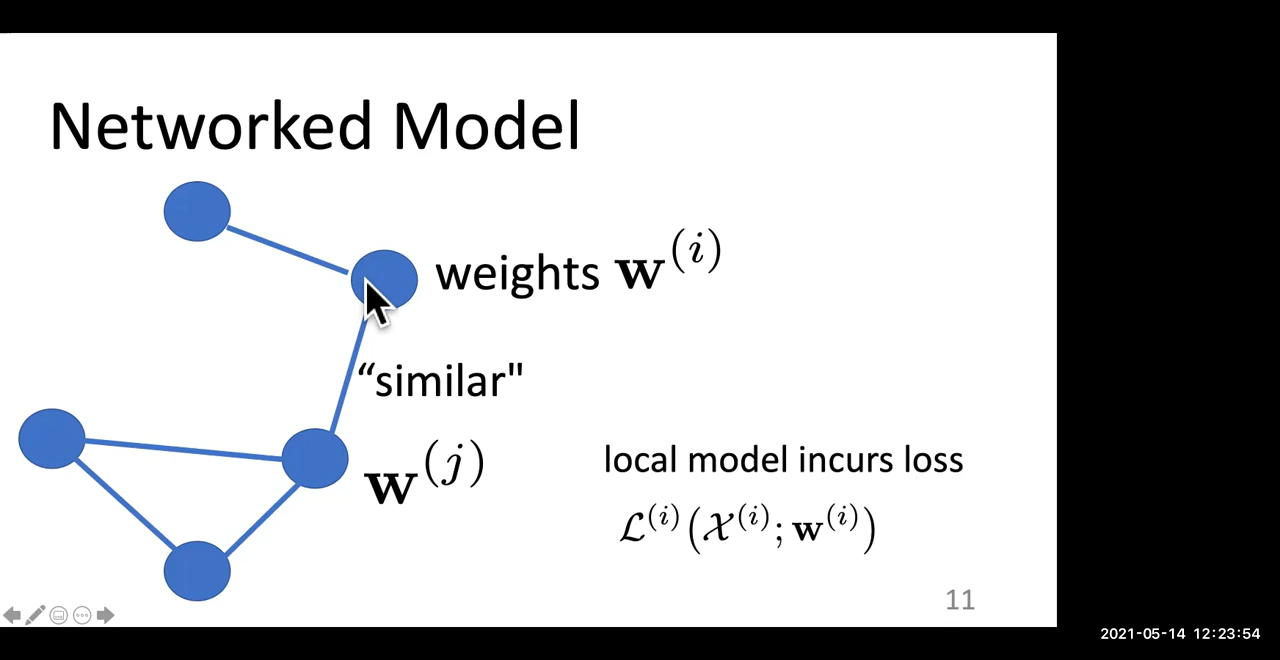 Networked Model
weights 𝐰⁽ⁱ⁾
“similar"
𝐰⁽ʲ⁾
local model incurs loss
ℒ⁽ⁱ⁾(𝒳⁽ⁱ⁾; 𝐰⁽ⁱ⁾)
11
2021-05-14 12:23:54